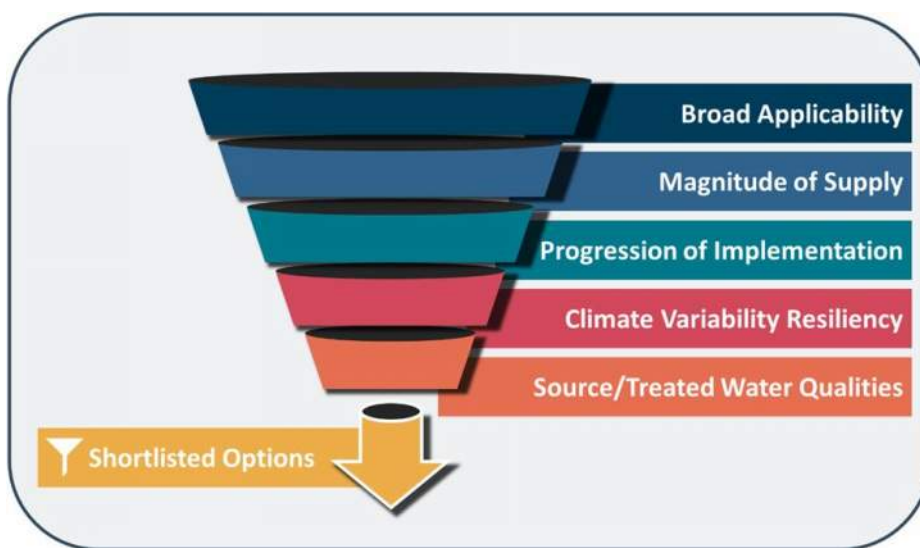 Broad Applicability
Magnitude of Supply
Progression of Implementation
Climate Variability Resiliency
Source/Treated Water Qualities
Shortlisted Options